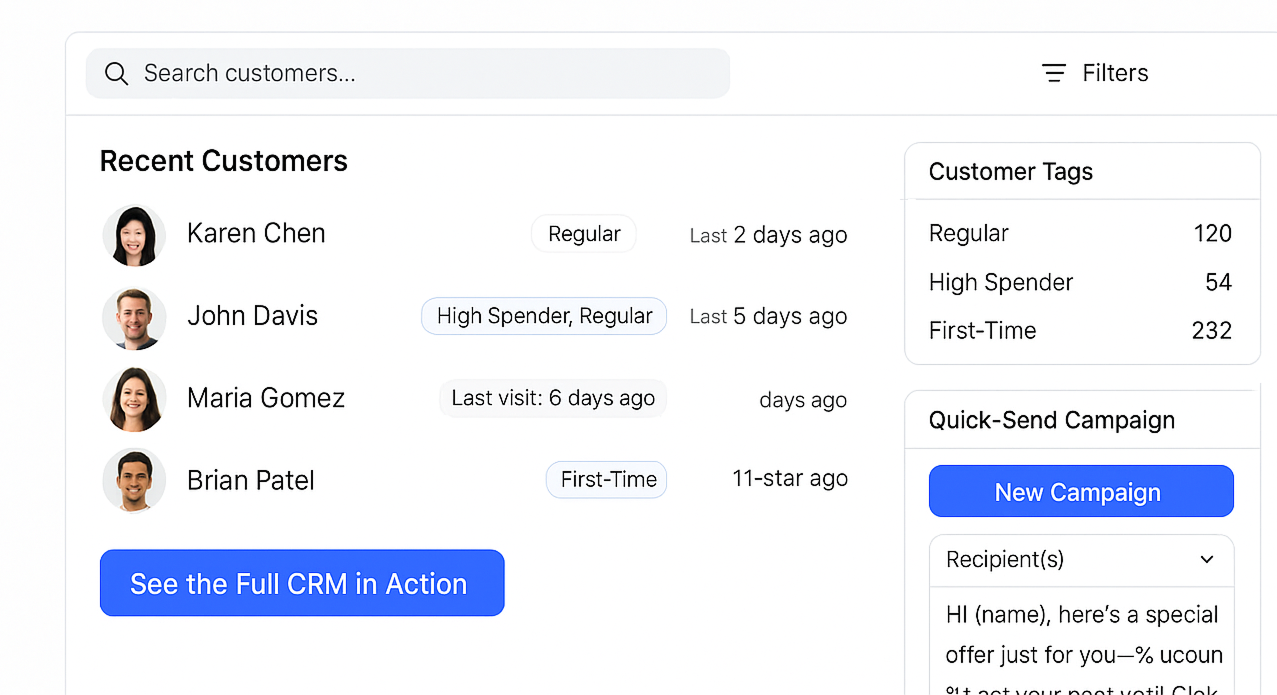 Search customers...
Filters
Recent Customers
Karen Chen
Regular
Last 2 days ago
John Davis
High Spender, Regular
Last 5 days ago
Maria Gomez
Last visit: 6 days ago
days ago
Brian Patel
First-Time
11-star ago
See the Full CRM in Action
Customer Tags
Regular 120
High Spender 54
First-Time 232
Quick-Send Campaign
New Campaign
Recipient(s)
HI (name), here’s a special
offer just for you—% ucoun
act your